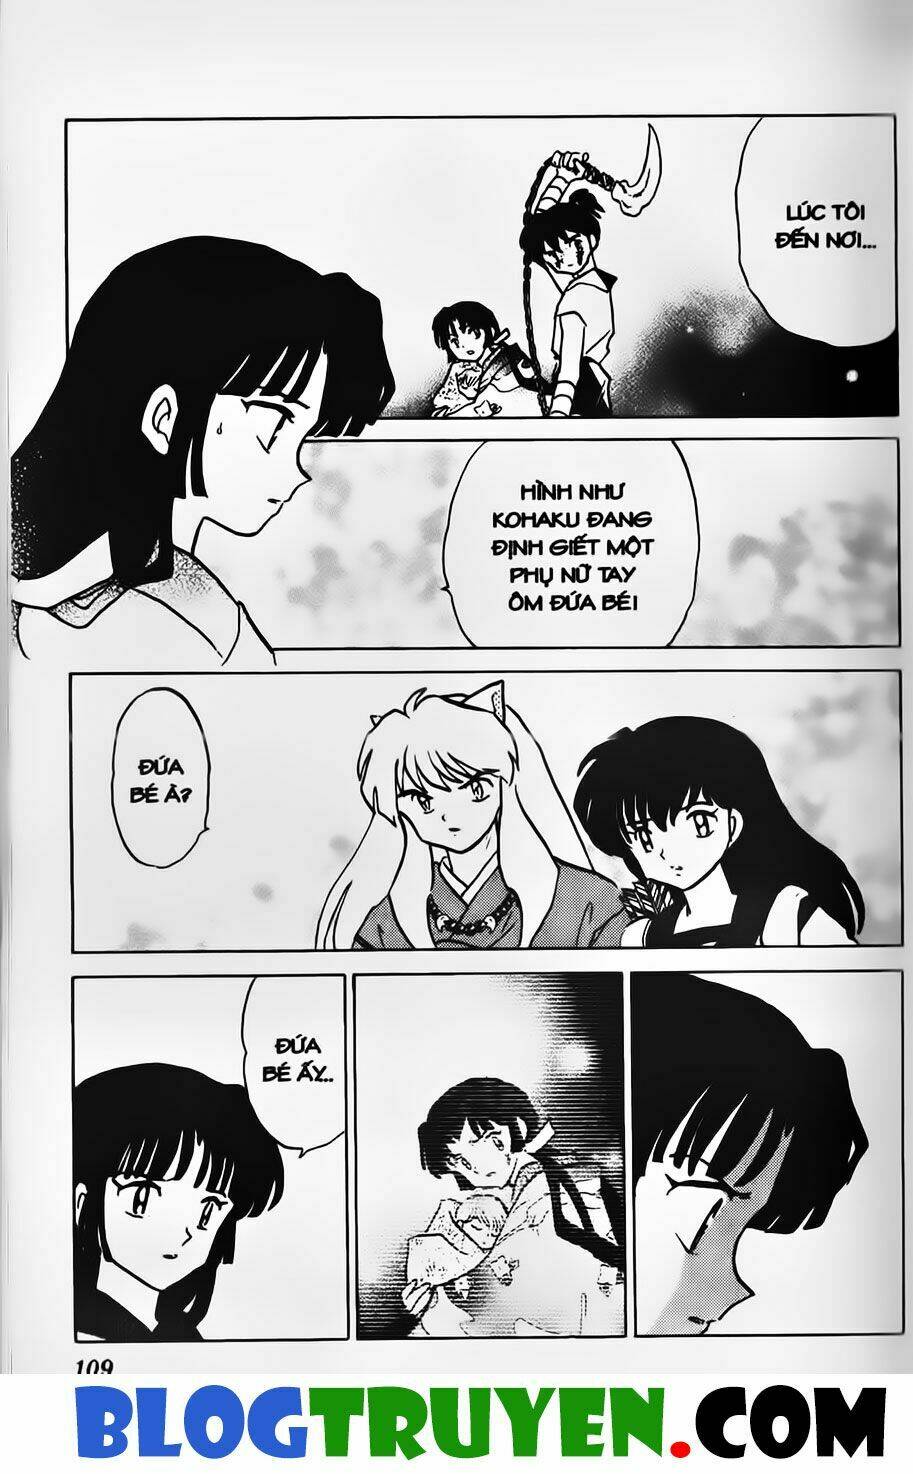 LÚC TÔI
ĐẾN NƠI...
HÌNH NHƯ
KOHAKU ĐANG
ĐỊNH GIẾT MỘT
PHỤ NỮ TAY
ÔM ĐỨA BÉ!
ĐỨA
BÉ À?
ĐỨA
BÉ ẤY...
109
BLOGTRUYEN.COM